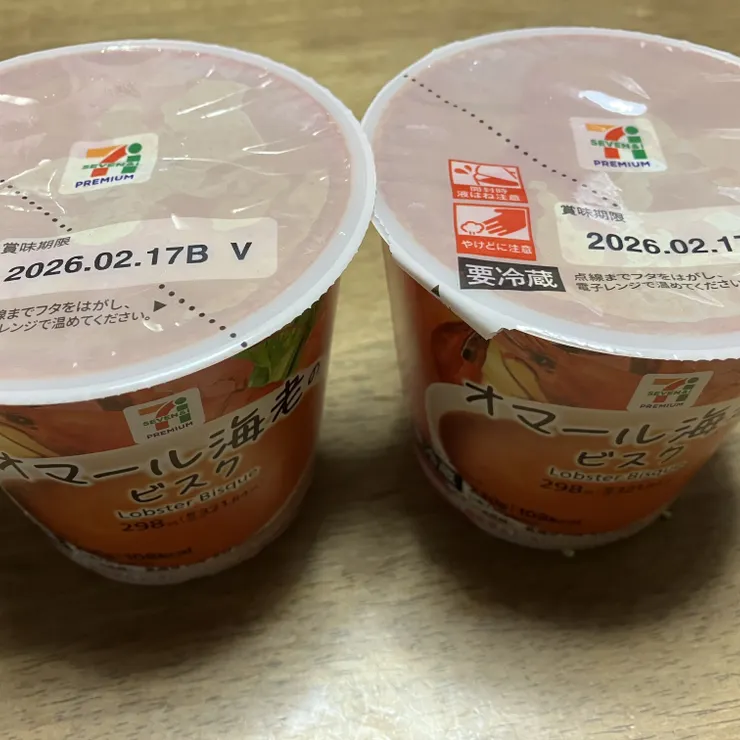 SEVEN&i
PREMIUM
賞味期限
2026.02.17B V
線までフタをはがし、
レンジで温めてください。
SEVEN&i
PREMIUM
オマール海老の
ビスク
Lobster Bisque
298
SEVEN&i
PREMIUM
開封時
液はね注意
やけどに注意
要冷蔵
賞味期限
2026.02.17
点線までフタをはがし、
電子レンジで温めてください
SEVEN&i
PREMIUM
オマール海老
ビスク
Lobster Bisque
298